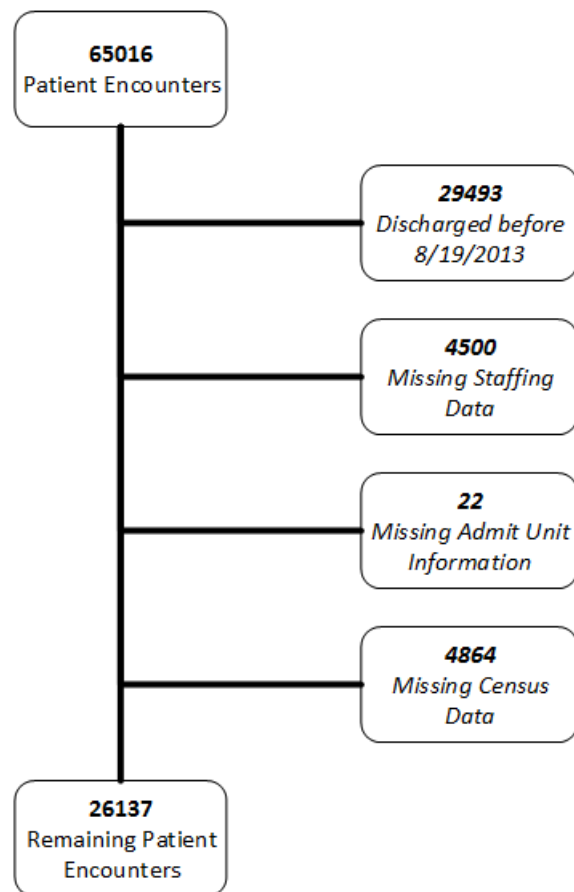 65016
Patient Encounters
29493
Discharged before
8/19/2013
4500
Missing Staffing
Data
22
Missing Admit Unit
Information
4864
Missing Census
Data
26137
Remaining Patient
Encounters